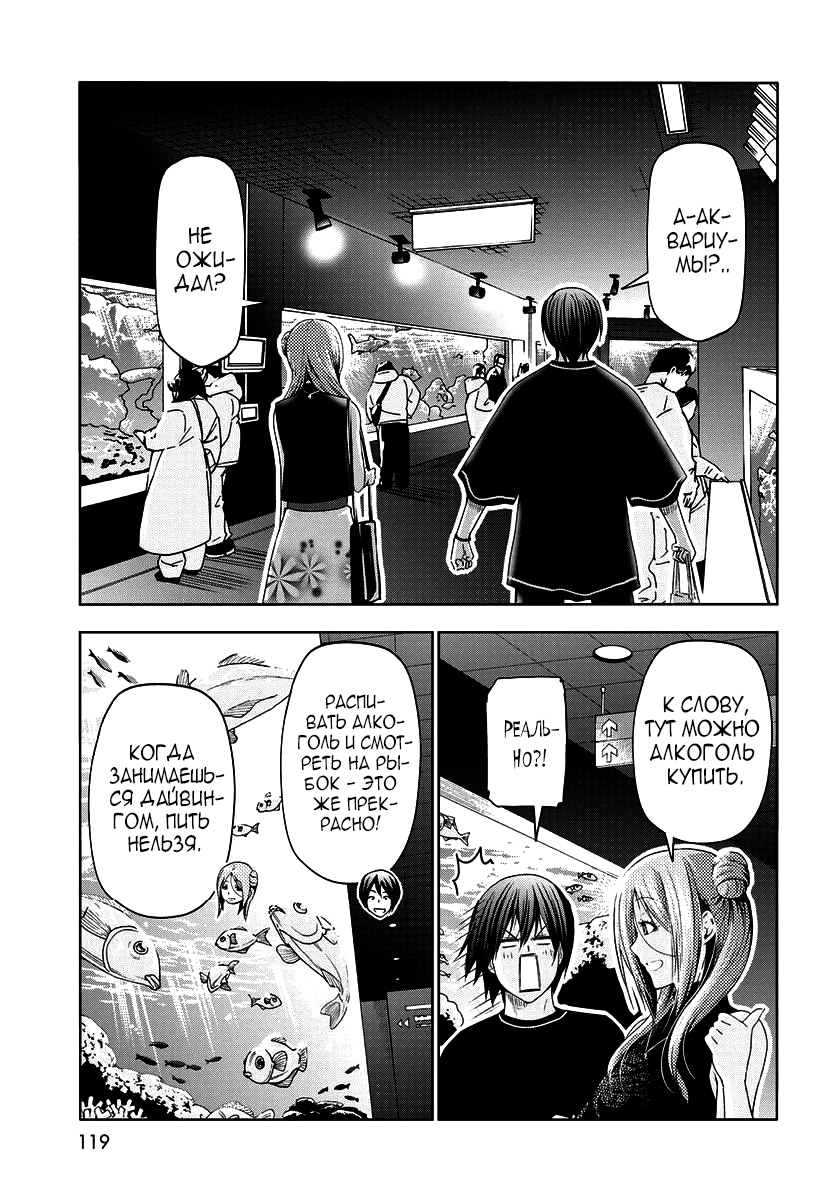 А-АК-
ВАРИУ-
МЫ?..
НЕ
ОЖИ-
ДАЛ?
К СЛОВУ,
ТУТ МОЖНО
АЛКОГОЛЬ
КУПИТЬ.
РЕАЛЬ-
НО?!
РАСПИ-
ВАТЬ АЛКО-
ГОЛЬ И СМОТ-
РЕТЬ НА РЫ-
БОК – ЭТО
ЖЕ ПРЕК-
РАСНО!
КОГДА
ЗАНИМАЕШЬ-
СЯ ДАЙВИН-
ГОМ, ПИТЬ
НЕЛЬЗЯ.
119